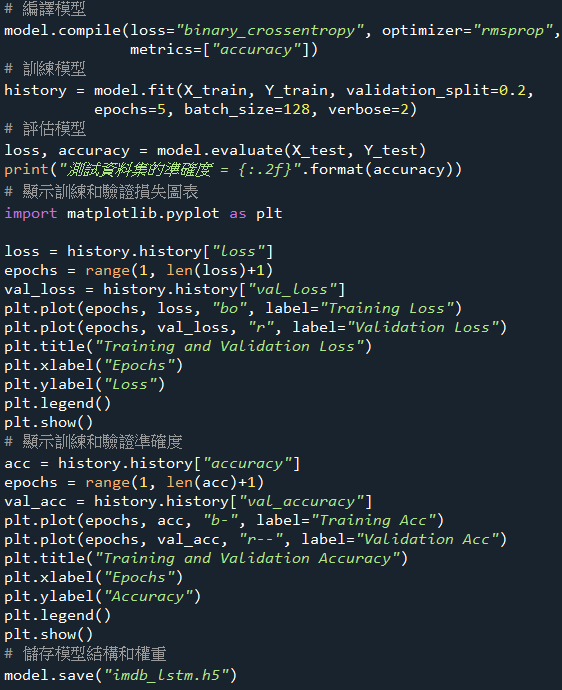 # 編譯模型
model.compile(loss="binary_crossentropy", optimizer="rmsprop",
              metrics=["accuracy"])
# 訓練模型
history = model.fit(X_train, Y_train, validation_split=0.2,
          epochs=5, batch_size=128, verbose=2)
# 評估模型
loss, accuracy = model.evaluate(X_test, Y_test)
print("測試資料集的準確度 = {:.2f}".format(accuracy))
# 顯示訓練和驗證損失圖表
import matplotlib.pyplot as plt

loss = history.history["loss"]
epochs = range(1, len(loss)+1)
val_loss = history.history["val_loss"]
plt.plot(epochs, loss, "bo", label="Training Loss")
plt.plot(epochs, val_loss, "r", label="Validation Loss")
plt.title("Training and Validation Loss")
plt.xlabel("Epochs")
plt.ylabel("Loss")
plt.legend()
plt.show()
# 顯示訓練和驗證準確度
acc = history.history["accuracy"]
epochs = range(1, len(acc)+1)
val_acc = history.history["val_accuracy"]
plt.plot(epochs, acc, "b-", label="Training Acc")
plt.plot(epochs, val_acc, "r--", label="Validation Acc")
plt.title("Training and Validation Accuracy")
plt.xlabel("Epochs")
plt.ylabel("Accuracy")
plt.legend()
plt.show()
# 儲存模型結構和權重
model.save("imdb_lstm.h5")